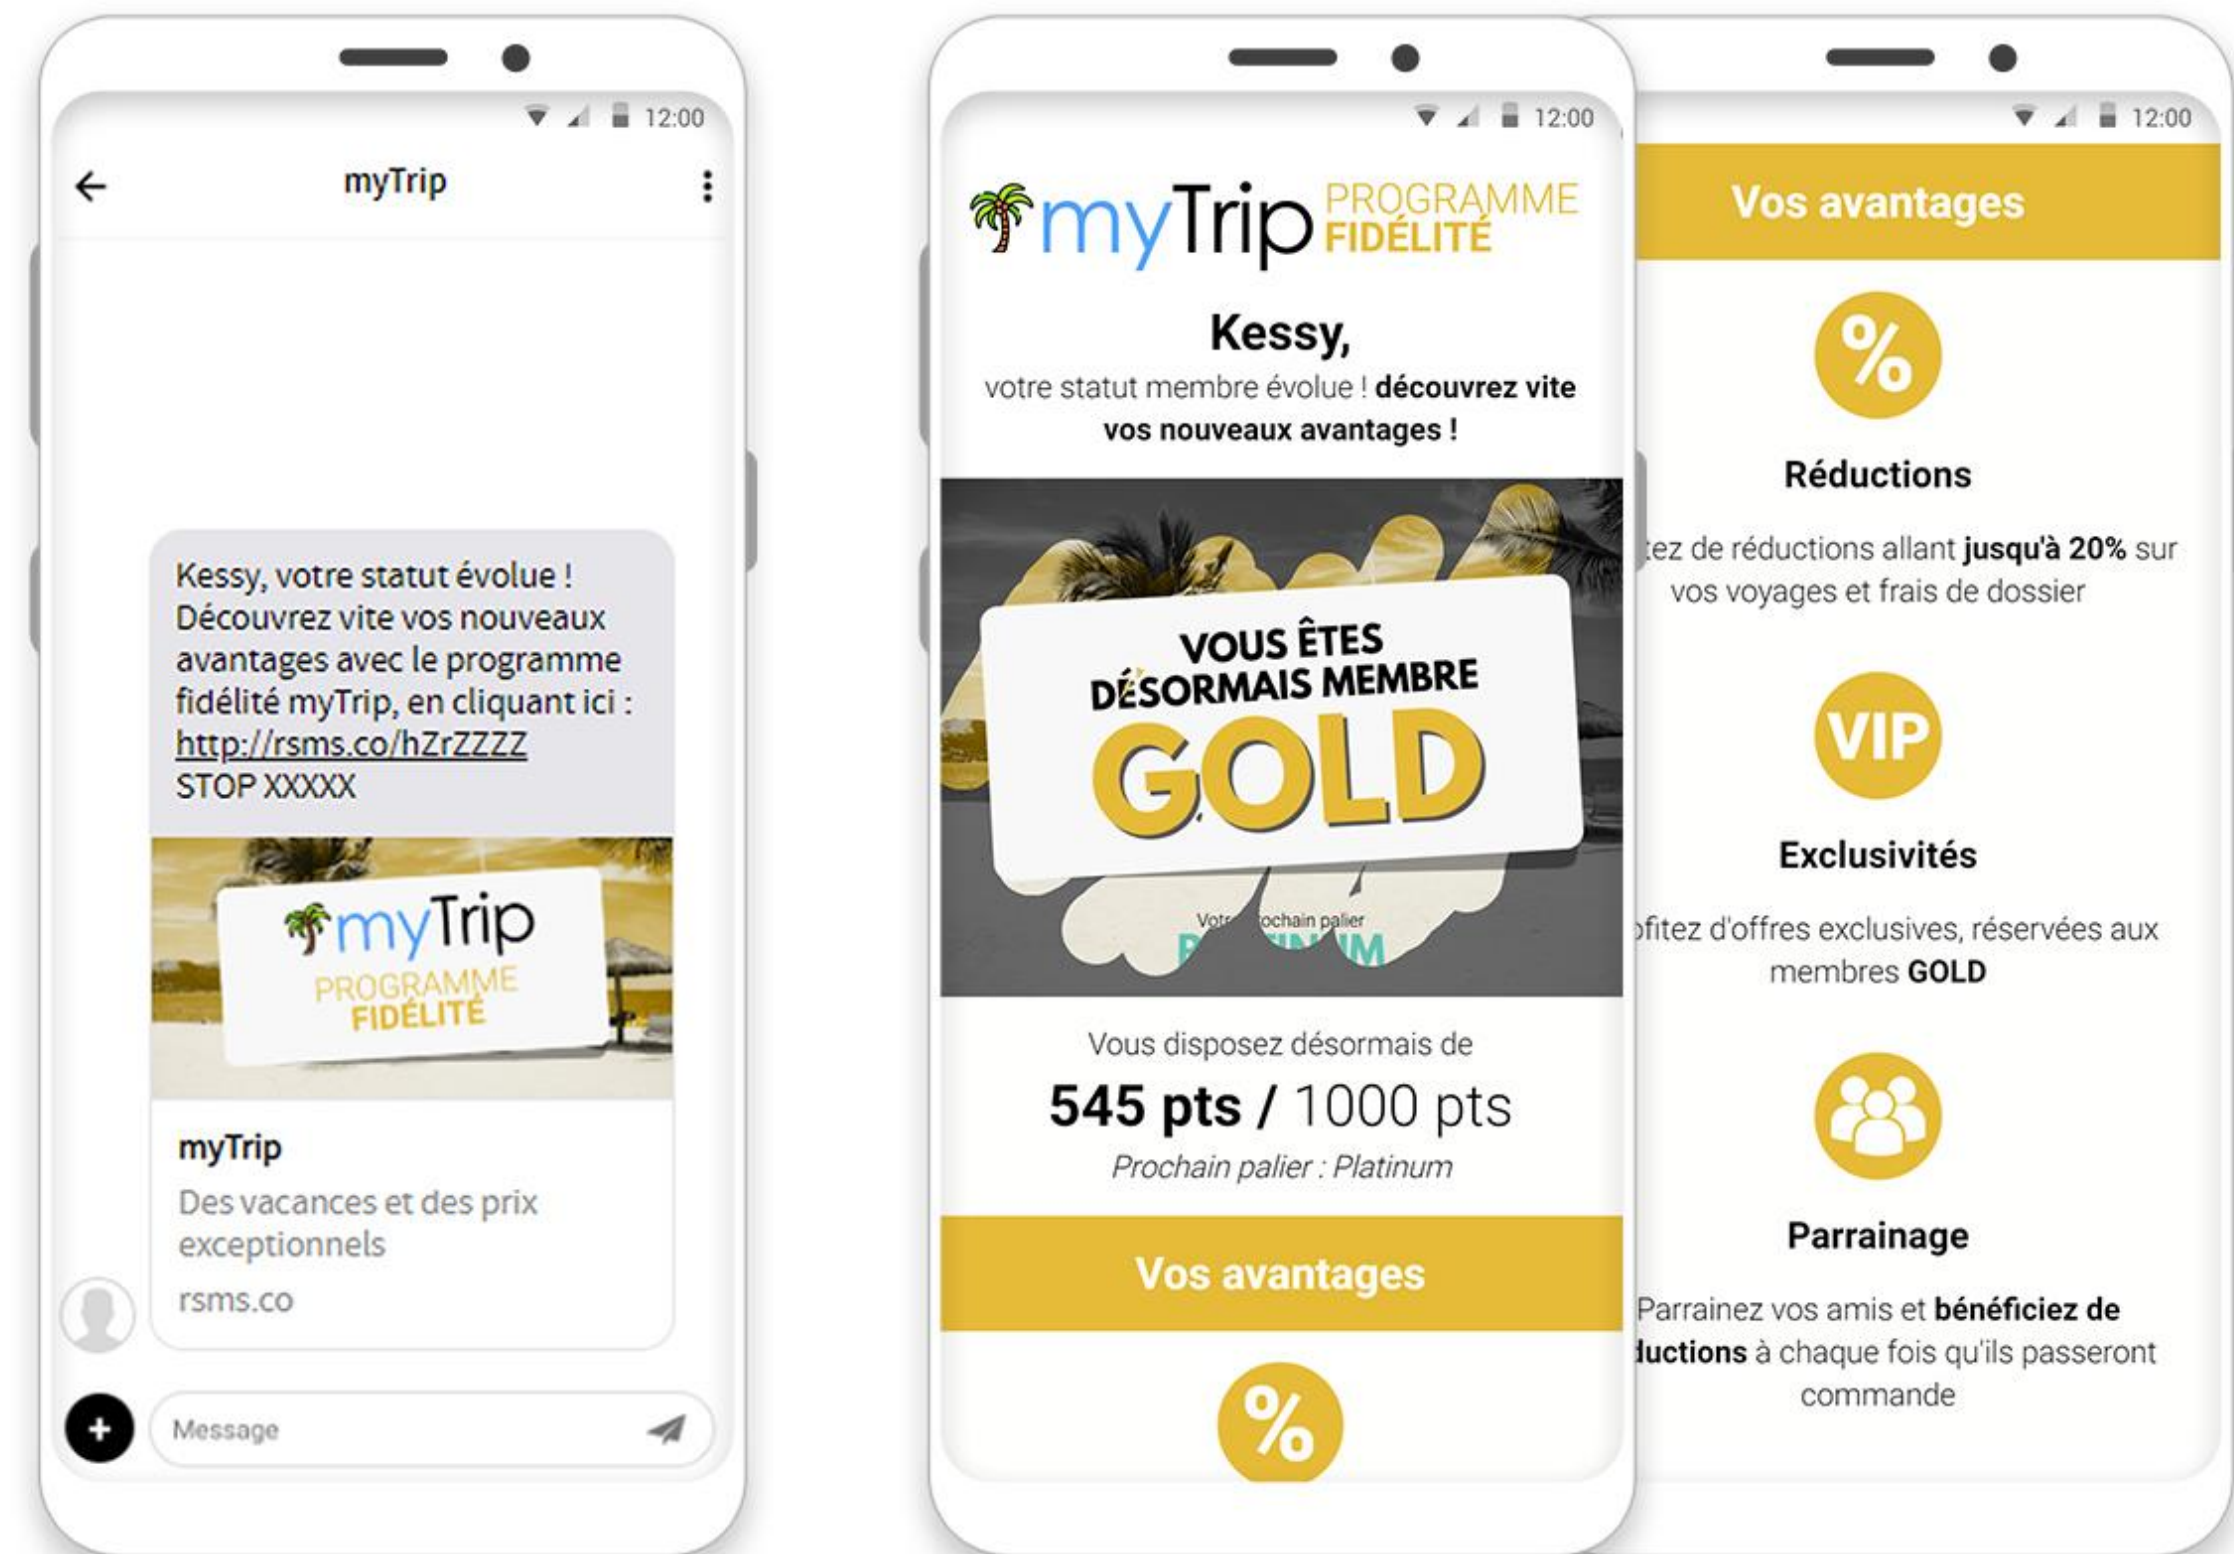 12:00
myTrip
Kessy, votre statut évolue !
Découvrez vite vos nouveaux
avantages avec le programme
fidélité myTrip, en cliquant ici :
http://rsms.co/hZrZZZZ
STOP XXXXX
myTrip
PROGRAMME
FIDÉLITÉ
myTrip
Des vacances et des prix
exceptionnels
rsms.co
Message
12:00
myTrip PROGRAMME
FIDÉLITÉ
Kessy,
votre statut membre évolue ! découvrez vite
vos nouveaux avantages !
VOUS ÊTES
DÉSORMAIS MEMBRE
GOLD
palier
Vous disposez désormais de
545 pts / 1000 pts
Prochain palier : Platinum
Vos avantages
%
12:00
Vos avantages
%
Réductions
de réductions allant jusqu'à 20% sur
vos voyages et frais de dossier
VIP
Exclusivités
d'offres exclusives, réservées aux
membres GOLD
Parrainage
Parrainez vos amis et bénéficiez de
à chaque fois qu'ils passeront
commande